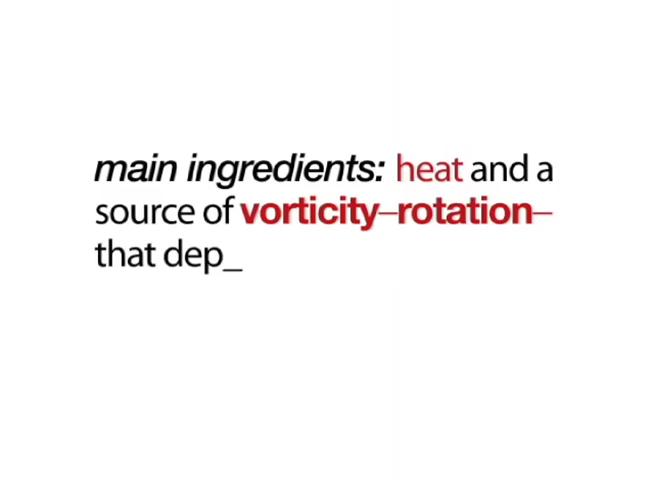 main ingredients: heat and a
source of vorticity–rotation–
that dep_